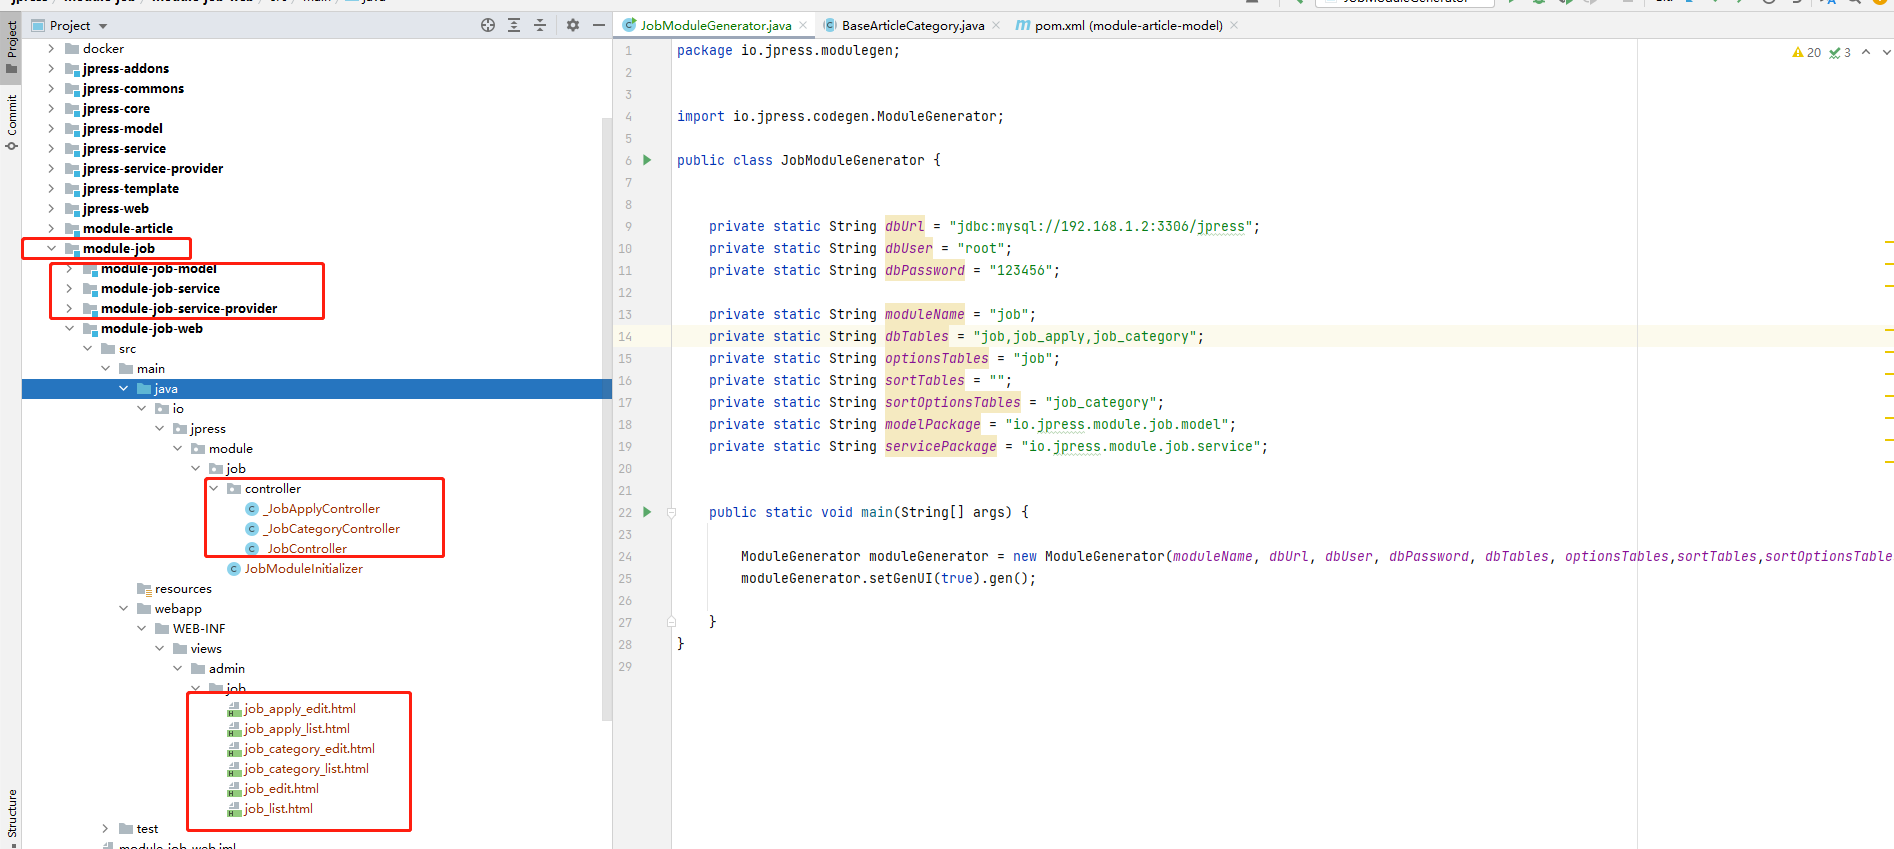 Project
JobModuleGenerator.java
BaseArticleCategory.java
pom.xml (module-article-model)
Project
Commit
Structure
docker
jpress-addons
jpress-commons
jpress-core
jpress-model
jpress-service
jpress-service-provider
jpress-template
jpress-web
module-article
module-job
module-job-model
module-job-service
module-job-service-provider
module-job-web
src
main
java
io
jpress
module
job
controller
_JobApplyController
_JobCategoryController
_JobController
JobModuleInitializer
resources
webapp
WEB-INF
views
admin
job
job_apply_edit.html
job_apply_list.html
job_category_edit.html
job_category_list.html
job_edit.html
job_list.html
test
module-job-web.iml
20 3
1 package io.jpress.modulegen;
2
3
4 import io.jpress.codegen.ModuleGenerator;
5
6 public class JobModuleGenerator {
7
8
9 private static String dbUrl = "jdbc:mysql://192.168.1.2:3306/jpress";
10 private static String dbUser = "root";
11 private static String dbPassword = "123456";
12
13 private static String moduleName = "job";
14 private static String dbTables = "job,job_apply,job_category";
15 private static String optionsTables = "job";
16 private static String sortTables = "";
17 private static String sortOptionsTables = "job_category";
18 private static String modelPackage = "io.jpress.module.job.model";
19 private static String servicePackage = "io.jpress.module.job.service";
20
21
22 public static void main(String[] args) {
23
24 ModuleGenerator moduleGenerator = new ModuleGenerator(moduleName, dbUrl, dbUser, dbPassword, dbTables, optionsTables,sortTables,sortOptionsTable
25 moduleGenerator.setGenUI(true).gen();
26
27 }
28 }
29